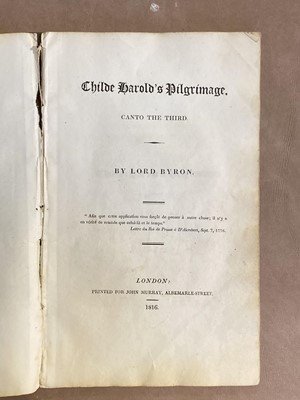 Childe Harold's Pilgrimage.
CANTO THE THIRD.
BY LORD BYRON.
"Afin que cette application vous forçât de penser à autre chose; il n'y a
en vérité de remède que celui-là et le temps."
Lettre du Roi de Prusse à D'Alembert, Sept. 7, 1776.
LONDON:
PRINTED FOR JOHN MURRAY, ALBEMARLE-STREET.
1816.